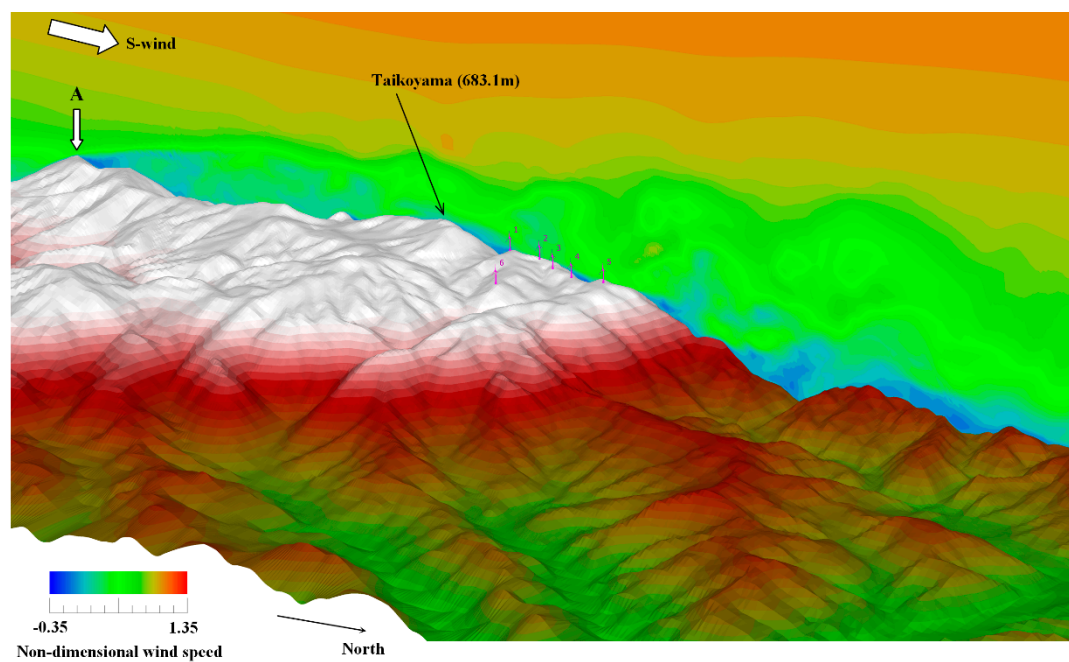 S-wind
A
Taikoyama (683.1m)
1
2
3
4
5
6
-0.35
1.35
Non-dimensional wind speed
North